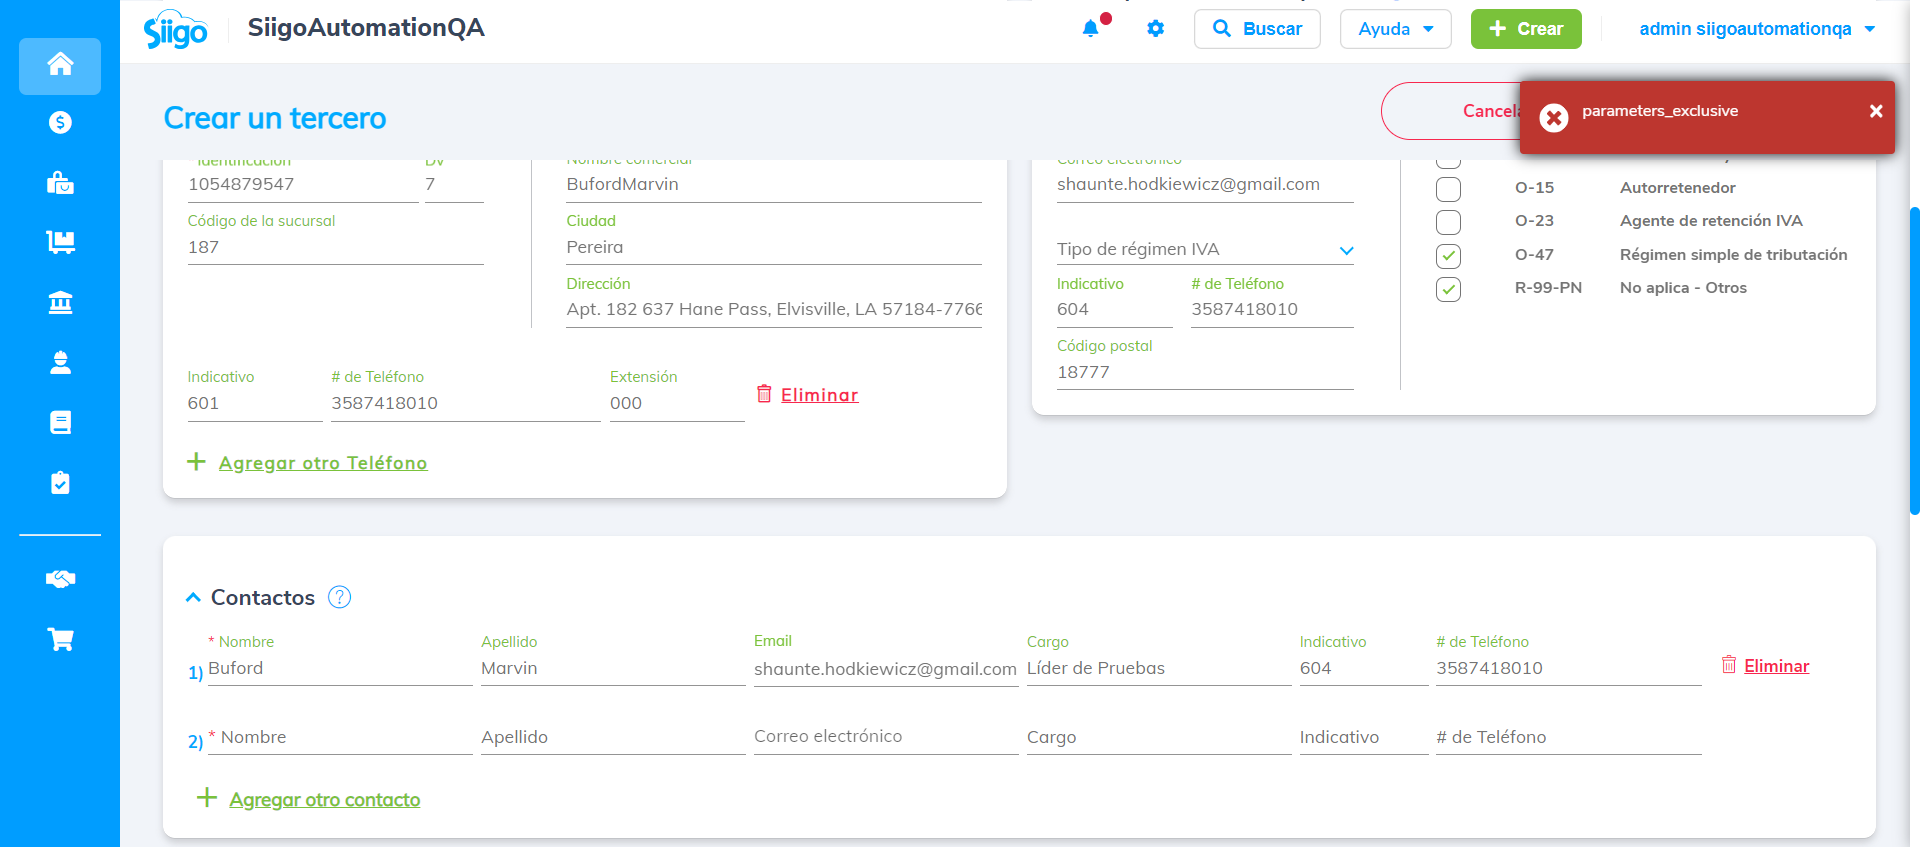 Siigo
SiigoAutomationQA
Buscar
Ayuda
Crear
admin siigoautomationqa
Crear un tercero
parameters_exclusive
Identificación
DV
1054879547
7
Código de la sucursal
187
Nombre comercial
BufordMarvin
Ciudad
Pereira
Dirección
Apt. 182 637 Hane Pass, Elvisville, LA 57184-7766
Indicativo
# de Teléfono
Extensión
601
3587418010
000
Eliminar
Agregar otro Teléfono
Correo electrónico
shaunte.hodkiewicz@gmail.com
Tipo de régimen IVA
Indicativo
# de Teléfono
604
3587418010
Código postal
18777
O-15 Autorretenedor
O-23 Agente de retención IVA
O-47 Régimen simple de tributación
R-99-PN No aplica - Otros
Contactos ?
* Nombre Apellido Email Cargo Indicativo # de Teléfono
1) Buford Marvin shaunte.hodkiewicz@gmail.com Líder de Pruebas 604 3587418010 Eliminar
2) * Nombre Apellido Correo electrónico Cargo Indicativo # de Teléfono
Agregar otro contacto